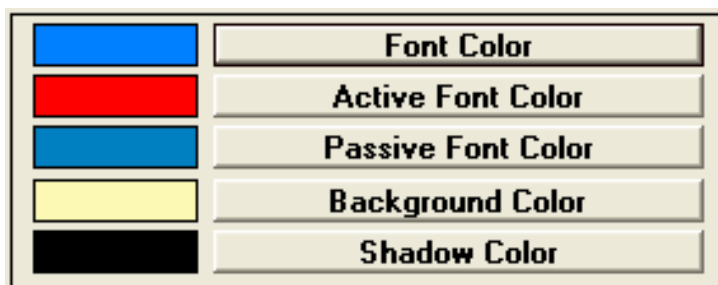 Font Color
Active Font Color
Passive Font Color
Background Color
Shadow Color